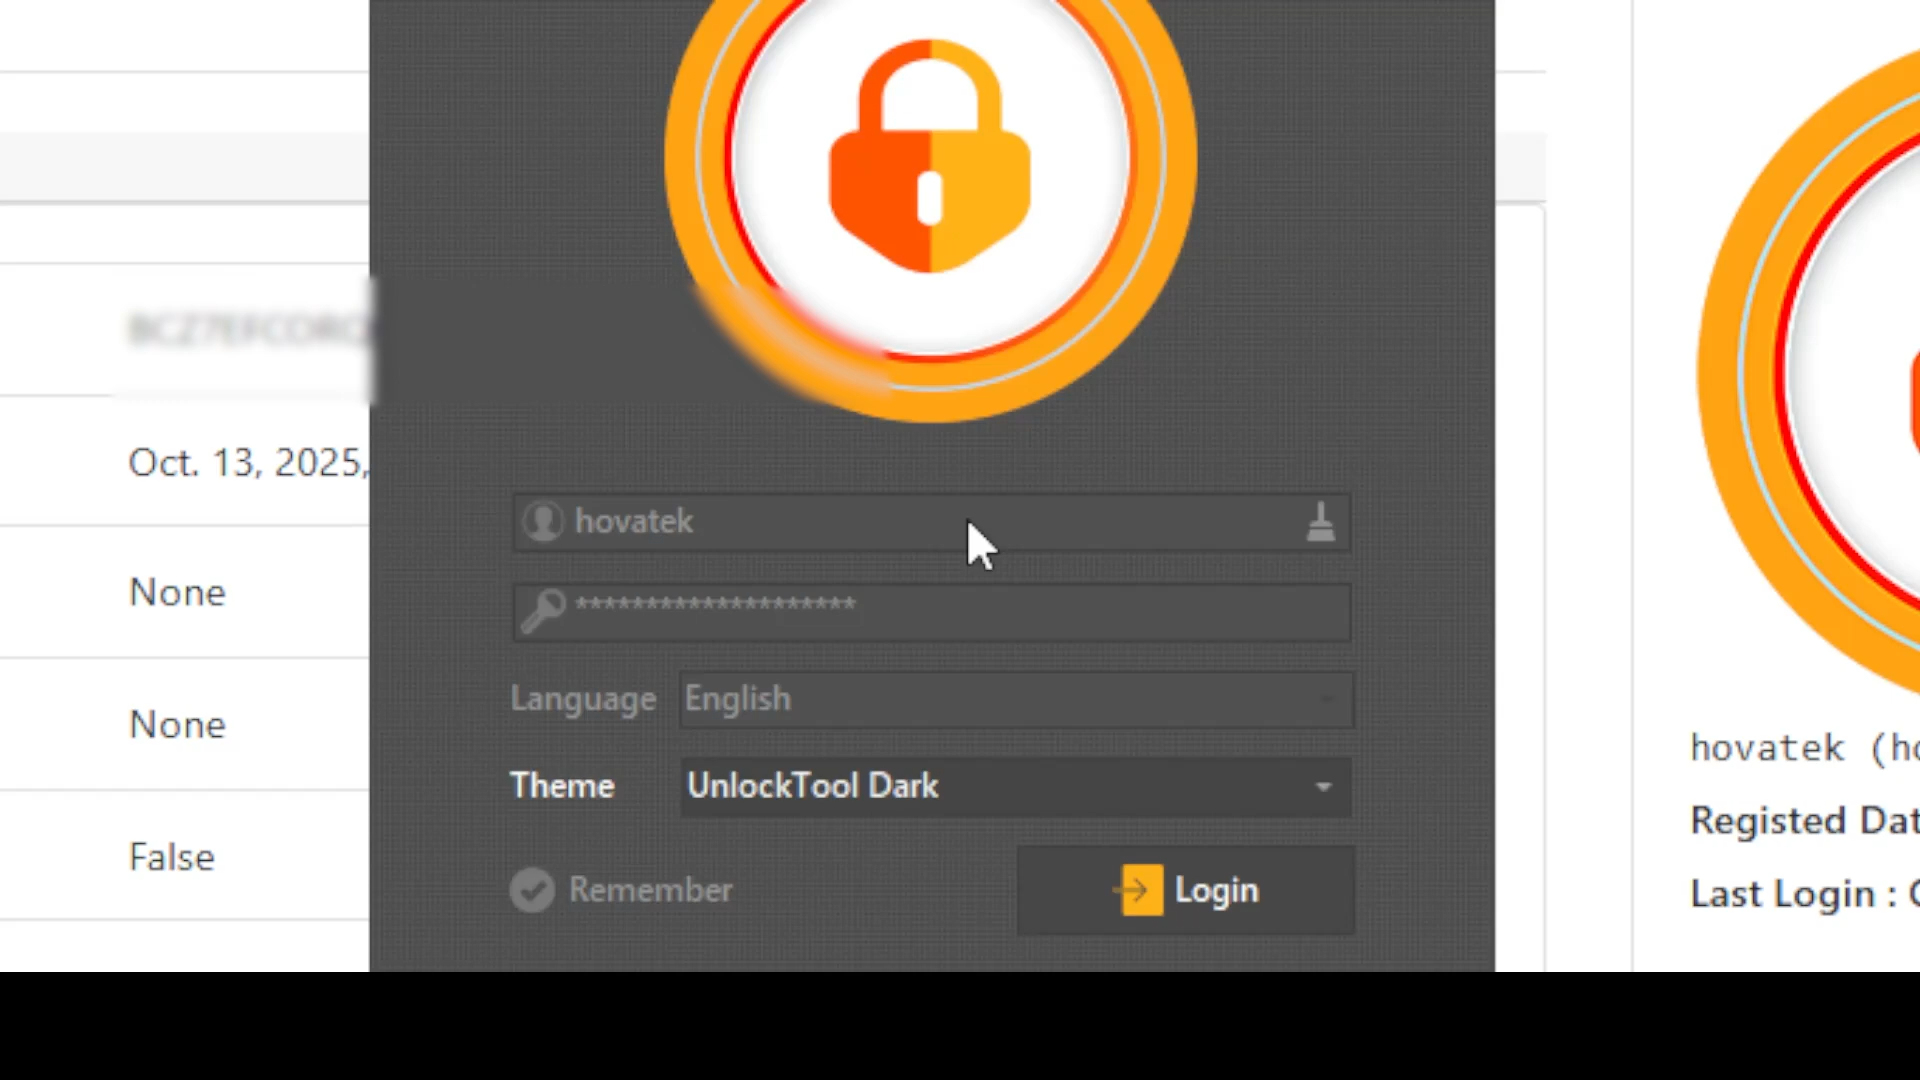 Oct. 13, 2025,
None
None
False
hovatek
********************
Language English
Theme UnlockTool Dark
Remember
Login
hovatek (ho
Registed Dat
Last Login :